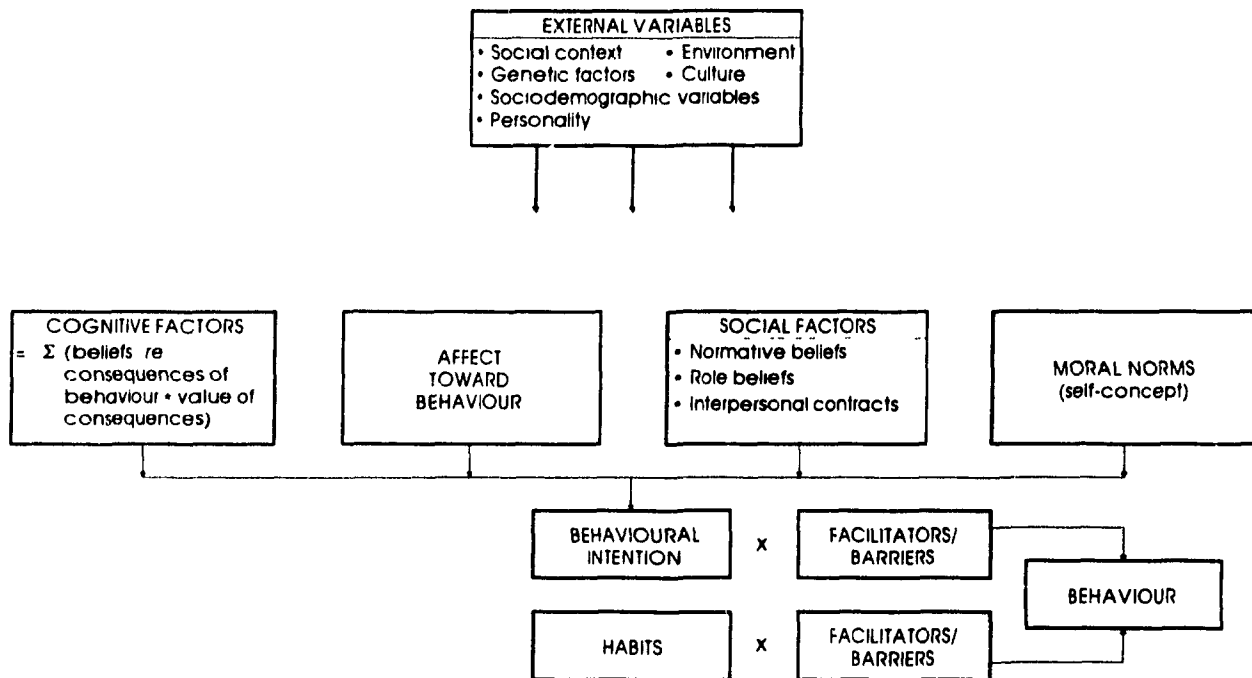 EXTERNAL VARIABLES
• Social context • Environment
• Genetic factors • Culture
• Sociodemographic variables
• Personality
COGNITIVE FACTORS
= Σ (beliefs re
consequences of
behaviour * value of
consequences)
AFFECT
TOWARD
BEHAVIOUR
SOCIAL FACTORS
• Normative beliefs
• Role beliefs
• Interpersonal contracts
MORAL NORMS
(self-concept)
BEHAVIOURAL
INTENTION
X
FACILITATORS/
BARRIERS
BEHAVIOUR
HABITS
X
FACILITATORS/
BARRIERS